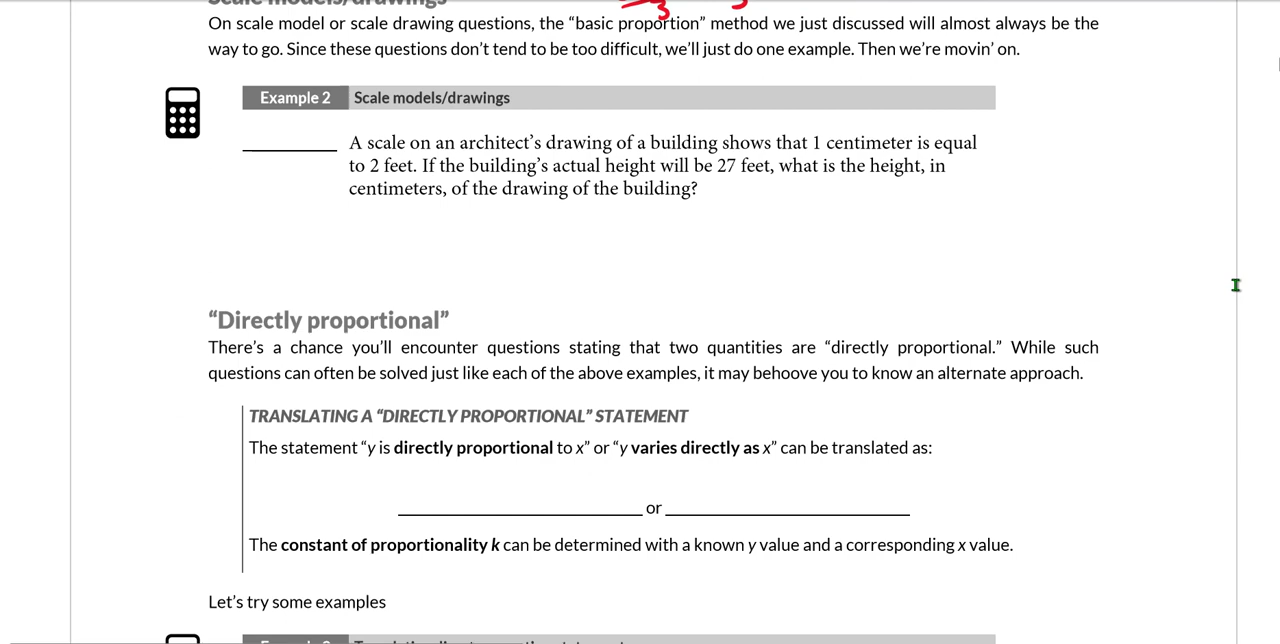 Scale models/drawings
On scale model or scale drawing questions, the “basic proportion” method we just discussed will almost always be the
way to go. Since these questions don’t tend to be too difficult, we’ll just do one example. Then we’re movin’ on.
Example 2 Scale models/drawings
A scale on an architect’s drawing of a building shows that 1 centimeter is equal
to 2 feet. If the building’s actual height will be 27 feet, what is the height, in
centimeters, of the drawing of the building?
“Directly proportional”
There’s a chance you’ll encounter questions stating that two quantities are “directly proportional.” While such
questions can often be solved just like each of the above examples, it may behoove you to know an alternate approach.
TRANSLATING A “DIRECTLY PROPORTIONAL” STATEMENT
The statement “y is directly proportional to x” or “y varies directly as x” can be translated as:
or
The constant of proportionality k can be determined with a known y value and a corresponding x value.
Let’s try some examples